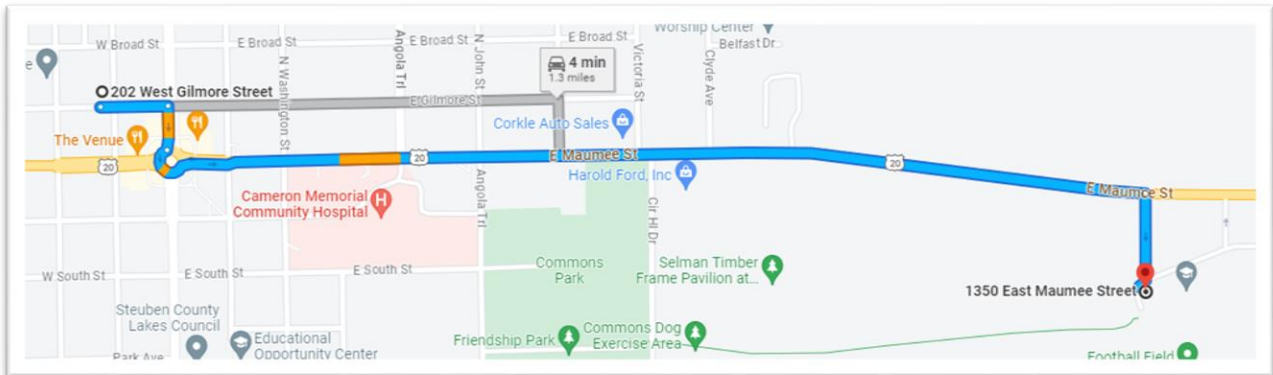 Worship Center
W Broad St
E Broad St
Angola Trl
E Broad St
N John St
E Broad St
Victoria St
Belfast Dr
Clyde Ave
N Washington St
4 min
1.3 miles
202 West Gilmore Street
E Gilmore St
The Venue
Corkle Auto Sales
20
20
E Maumee St
20
Harold Ford, Inc
E Maumee St
Cameron Memorial
Community Hospital
Angola Trl
Cir Hl Dr
W South St
E South St
E South St
Commons
Park
Selman Timber
Frame Pavilion at...
1350 East Maumee Street
Steuben County
Lakes Council
Educational
Opportunity Center
Friendship Park
Commons Dog
Exercise Area
Park Ave
Football Field